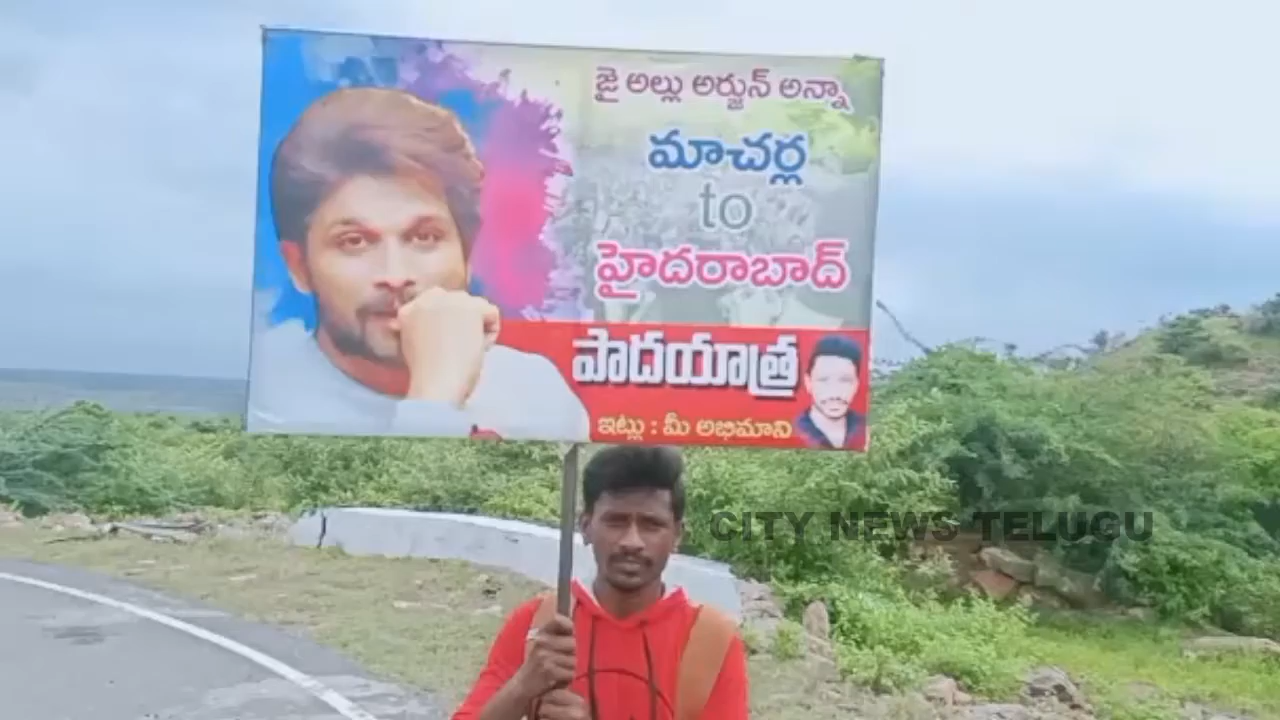 జై అల్లు అర్జున్ అన్నా
మాచర్ల
to
హైదరాబాద్
పాదయాత్ర
ఇట్లు : మీ అభిమాని
CITY NEWS TELUGU